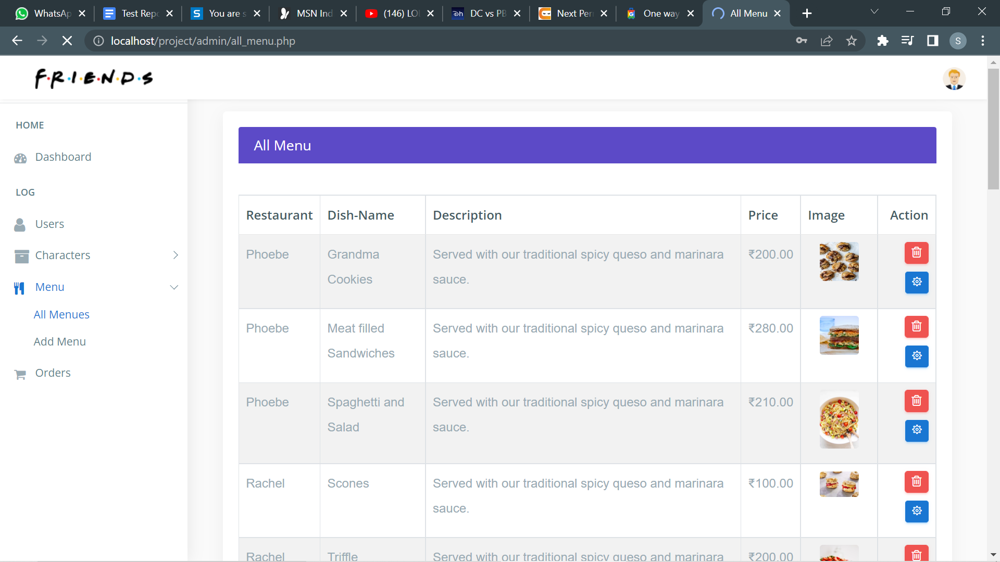 WhatsAp
Test Repo
You are s
MSN Ind
(146) LO
DC vs PB
Next Per
One way
All Menu
localhost/project/admin/all_menu.php
S
F·R·I·E·N·D·S
HOME
Dashboard
LOG
Users
Characters
Menu
All Menues
Add Menu
Orders
All Menu
Restaurant Dish-Name Description Price Image Action
Phoebe Grandma Served with our traditional spicy queso and marinara ₹200.00
Cookies sauce.
Phoebe Meat filled Served with our traditional spicy queso and marinara ₹280.00
Sandwiches sauce.
Phoebe Spaghetti and Served with our traditional spicy queso and marinara ₹210.00
Salad sauce.
Rachel Scones Served with our traditional spicy queso and marinara ₹100.00
sauce.
Rachel Triffle Served with our traditional spicy queso and marinara ₹200.00